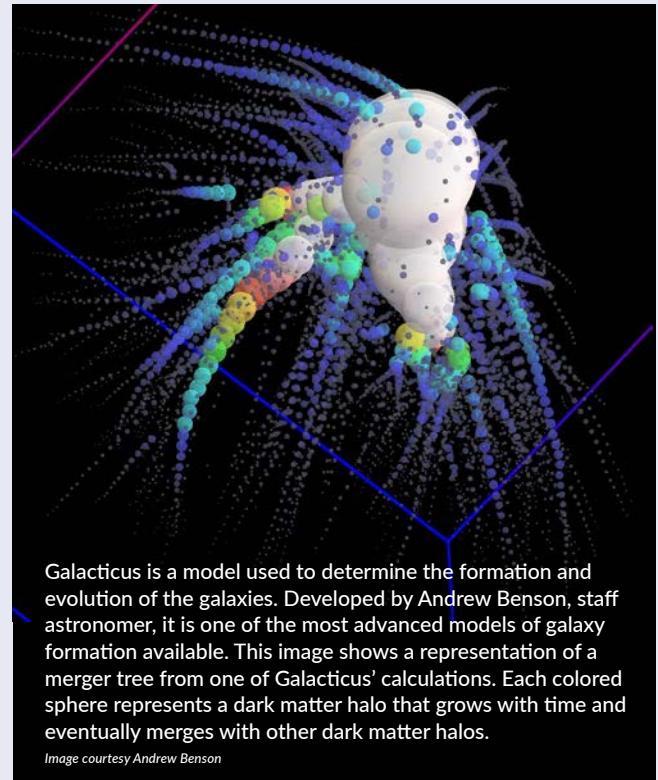 Galacticus is a model used to determine the formation and
evolution of the galaxies. Developed by Andrew Benson, staff
astronomer, it is one of the most advanced models of galaxy
formation available. This image shows a representation of a
merger tree from one of Galacticus’ calculations. Each colored
sphere represents a dark matter halo that grows with time and
eventually merges with other dark matter halos.
Image courtesy Andrew Benson